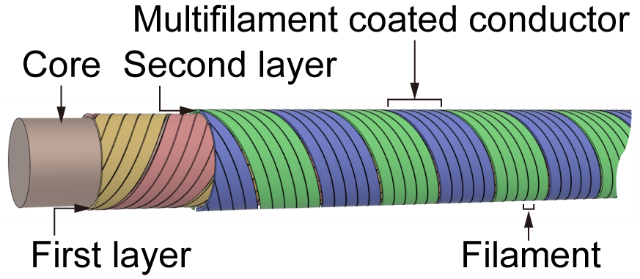 Multifilament coated conductor
Core
Second layer
First layer
Filament